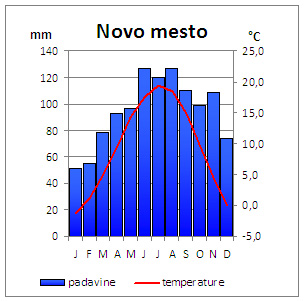 Novo mesto
mm °C
140 25,0
120 20,0
100 15,0
80 10,0
60 5,0
40 0,0
20 -5,0
0
J F M A M J J A S O N D
padavine temperature